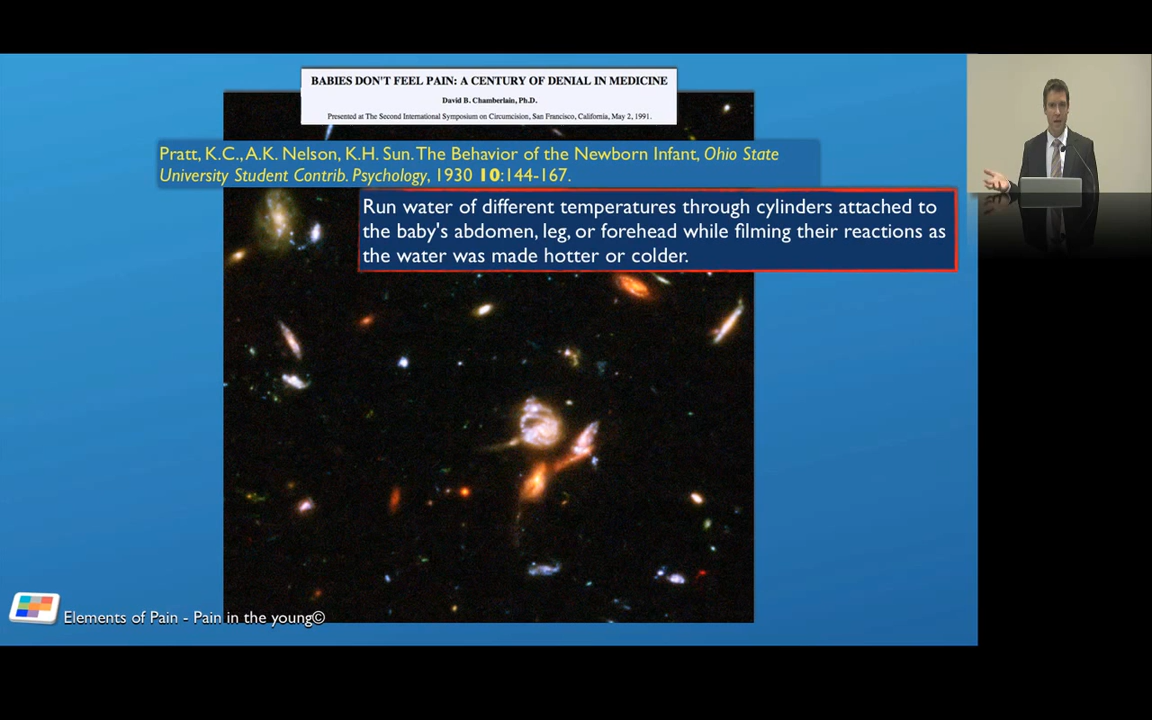 BABIES DON'T FEEL PAIN: A CENTURY OF DENIAL IN MEDICINE
David B. Chamberlain, Ph.D.
Presented at The Second International Symposium on Circumcision, San Francisco, California, May 2, 1991.
Pratt, K.C., A.K. Nelson, K.H. Sun. The Behavior of the Newborn Infant, Ohio State
University Student Contrib. Psychology, 1930 10:144-167.
Run water of different temperatures through cylinders attached to
the baby's abdomen, leg, or forehead while filming their reactions as
the water was made hotter or colder.
Elements of Pain - Pain in the young©